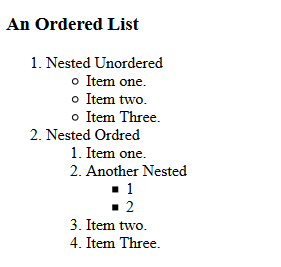 An Ordered List
1. Nested Unordered
Item one.
Item two.
Item Three.
2. Nested Ordred
1. Item one.
2. Another Nested
1
2
3. Item two.
4. Item Three.